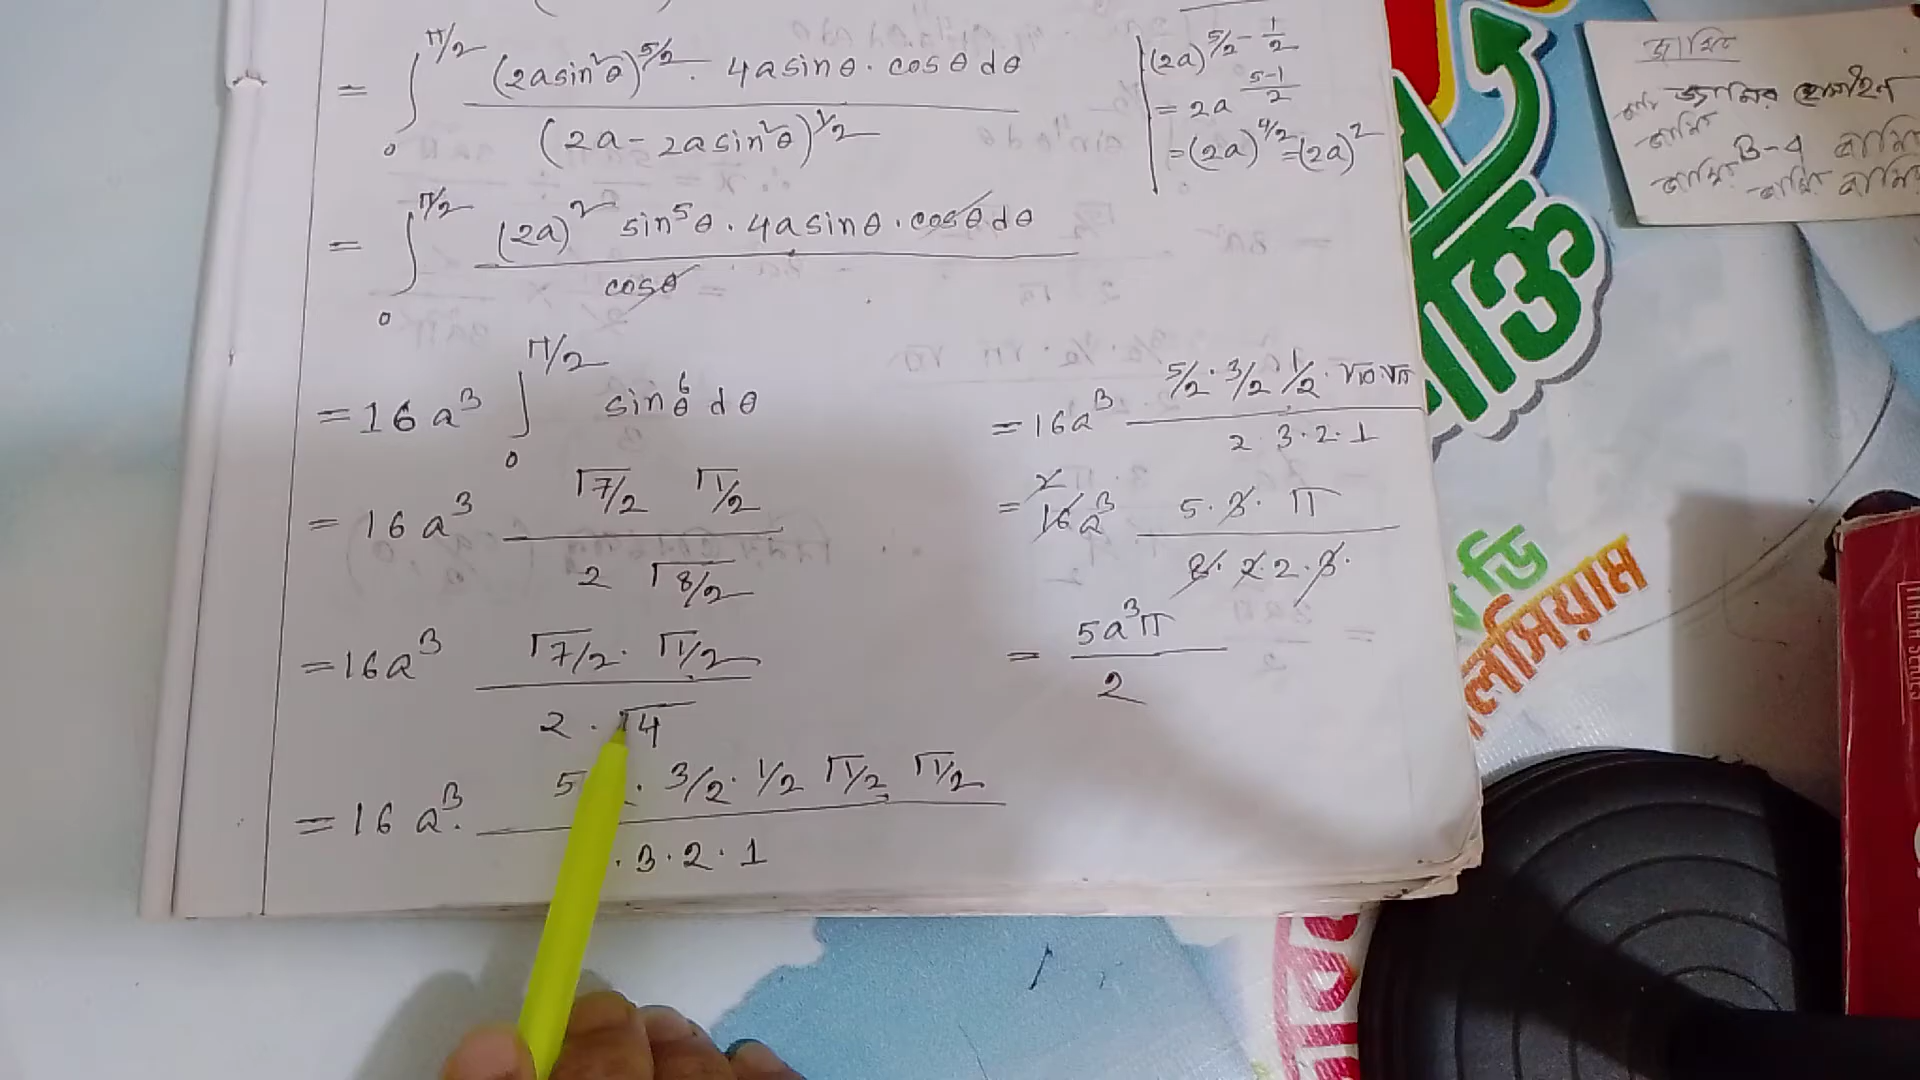 = ∫₀^π/2 (2a sin²θ)^5/2 · 4a sinθ · cosθ dθ / (2a - 2a sin²θ)^1/2
= ∫₀^π/2 (2a)² sin⁵θ · 4a sinθ · cosθ dθ / cosθ
= 16a³ ∫₀^π/2 sin⁶θ dθ
= 16a³ Γ7/2 Γ1/2 / 2 Γ8/2
= 16a³ Γ7/2 · Γ1/2 / 2 · Γ4
= 16a³· 5 · 3/2 · 1/2 Γ1/2 Γ1/2 / · 3 · 2 · 1
(2a)^5/2 - 1/2
= 2a^5-1/2
= (2a)^4/2 = (2a)²
= 16a³ 5/2 · 3/2 1/2 · √π · √π / 2 · 3 · 2 · 1
= 16a³ 5 · 3 · π / 8 · 2 · 2 · 3 ·
2
= 5a³π / 2
B-4
ডি